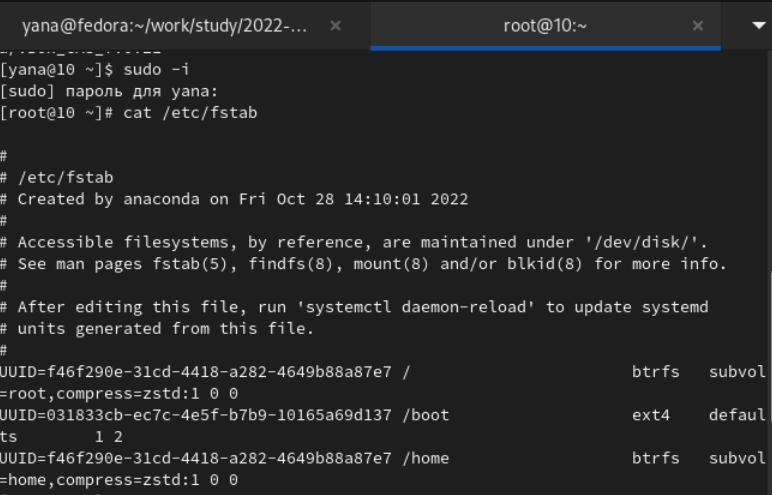 yana@fedora:~/work/study/2022-...
root@10:~
[yana@10 ~]$ sudo -i
[sudo] пароль для yana:
[root@10 ~]# cat /etc/fstab
#
# /etc/fstab
# Created by anaconda on Fri Oct 28 14:10:01 2022
#
# Accessible filesystems, by reference, are maintained under '/dev/disk/'.
# See man pages fstab(5), findfs(8), mount(8) and/or blkid(8) for more info.
#
# After editing this file, run 'systemctl daemon-reload' to update systemd
# units generated from this file.
#
UUID=f46f290e-31cd-4418-a282-4649b88a87e7 / btrfs subvol
=root,compress=zstd:1 0 0
UUID=031833cb-ec7c-4e5f-b7b9-10165a69d137 /boot ext4 defaul
ts 1 2
UUID=f46f290e-31cd-4418-a282-4649b88a87e7 /home btrfs subvol
=home,compress=zstd:1 0 0